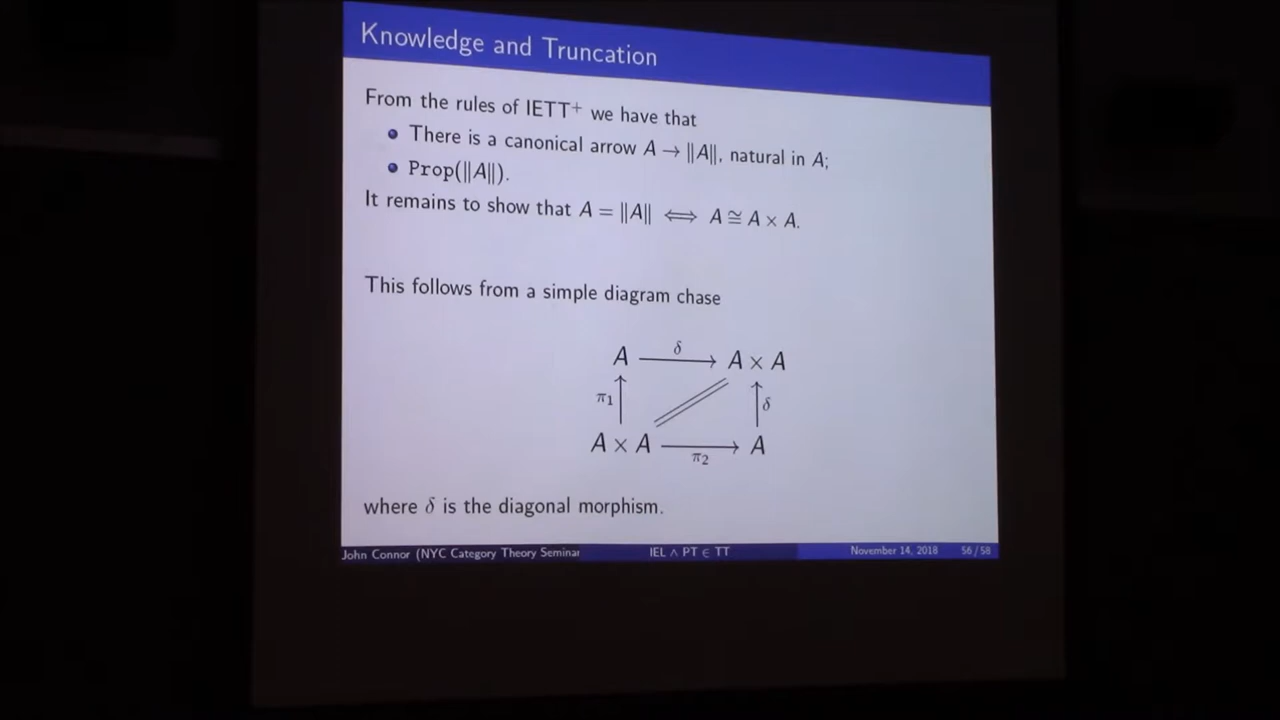 Knowledge and Truncation
From the rules of IETT⁺ we have that
There is a canonical arrow A → ‖A‖, natural in A;
Prop(‖A‖).
It remains to show that A = ‖A‖ ⟺ A ≅ A × A.
This follows from a simple diagram chase
A δ A × A
π₁ δ
A × A π₂ A
where δ is the diagonal morphism.
John Connor (NYC Category Theory Seminar IEL ∧ PT ∈ TT November 14, 2018 56 / 58